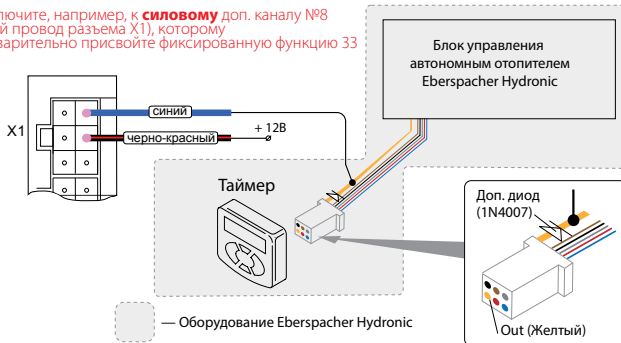 лючите, например, к силовому доп. каналу №8
й провод разъема X1), которому
варительно присвойте фиксированную функцию 33
Блок управления
автономным отопителем
Eberspacher Hydronic
X1
синий
черно-красный
+ 12В
Таймер
Доп. диод
(1N4007)
Out (Желтый)
— Оборудование Eberspacher Hydronic